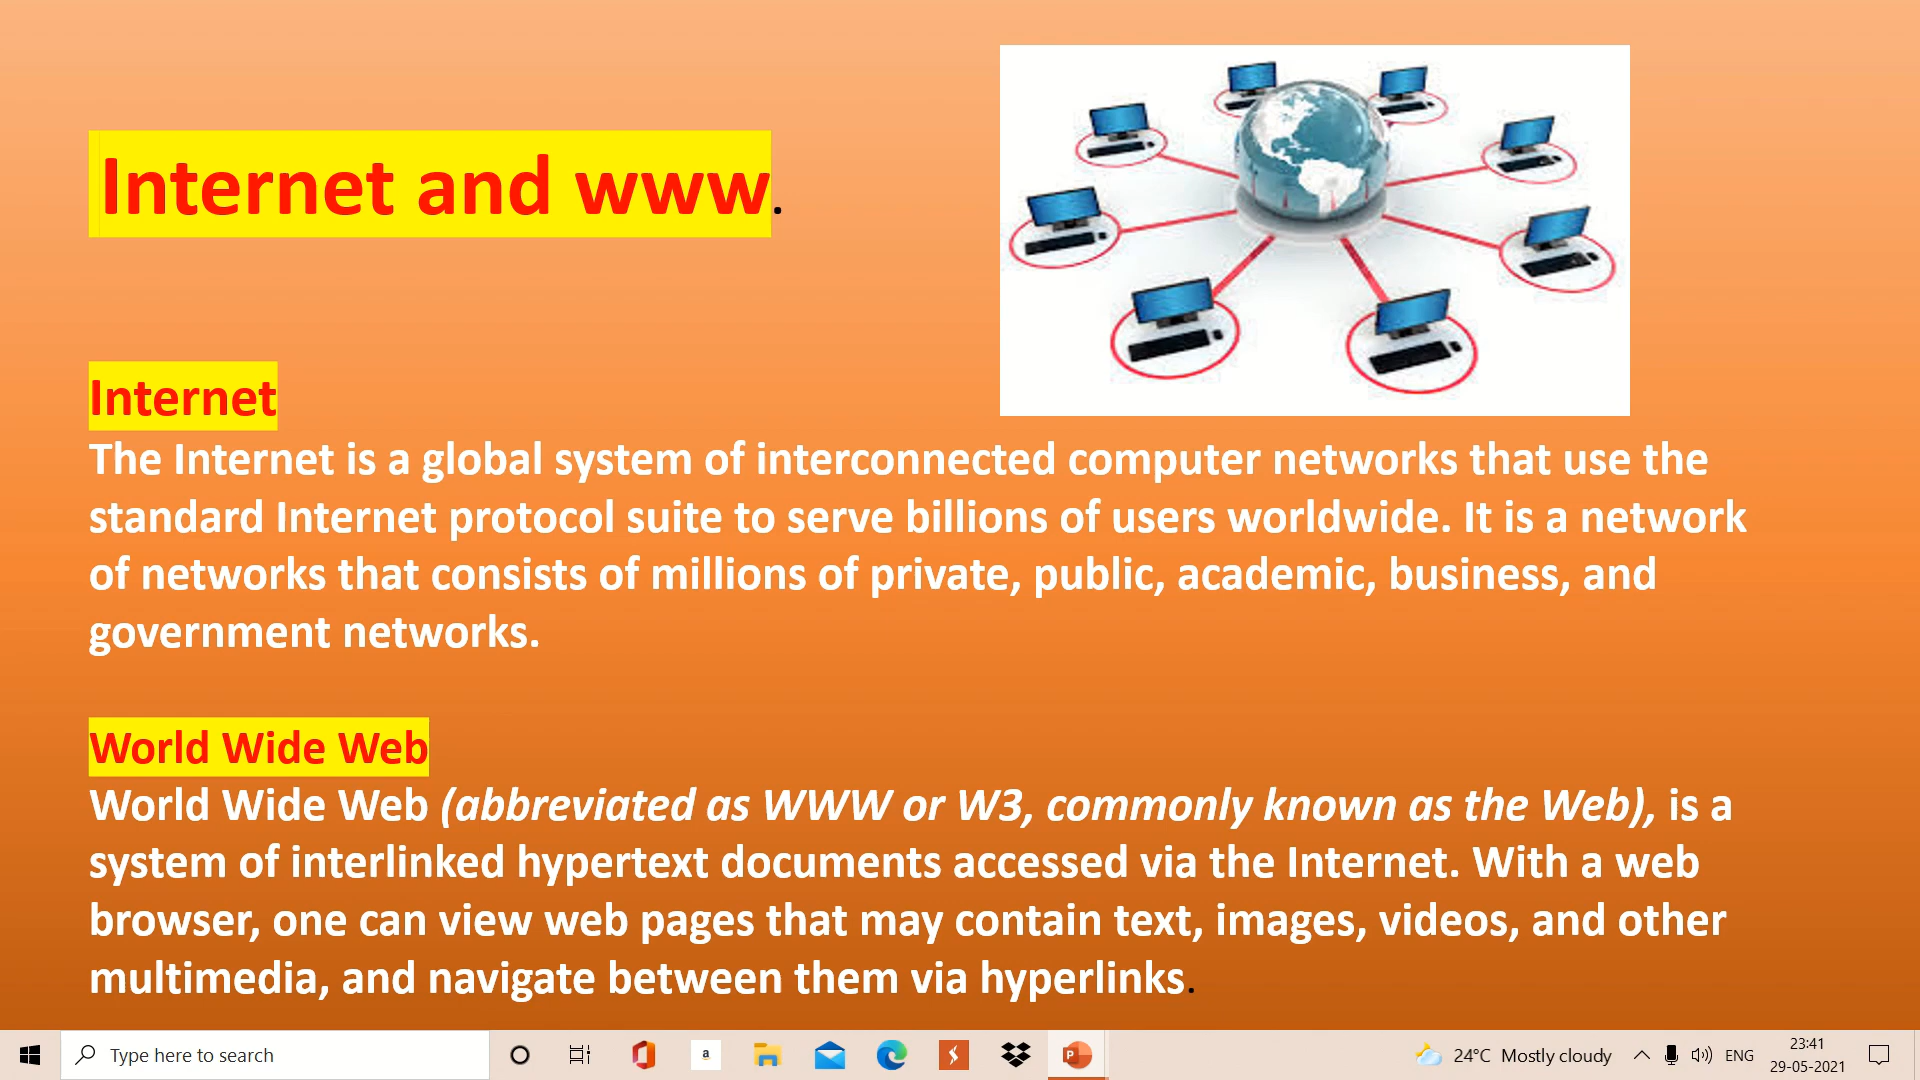 Internet and www.
Internet
The Internet is a global system of interconnected computer networks that use the
standard Internet protocol suite to serve billions of users worldwide. It is a network
of networks that consists of millions of private, public, academic, business, and
government networks.
World Wide Web
World Wide Web (abbreviated as WWW or W3, commonly known as the Web), is a
system of interlinked hypertext documents accessed via the Internet. With a web
browser, one can view web pages that may contain text, images, videos, and other
multimedia, and navigate between them via hyperlinks.
Type here to search
a
P
24°C Mostly cloudy
ENG
23:41
29-05-2021